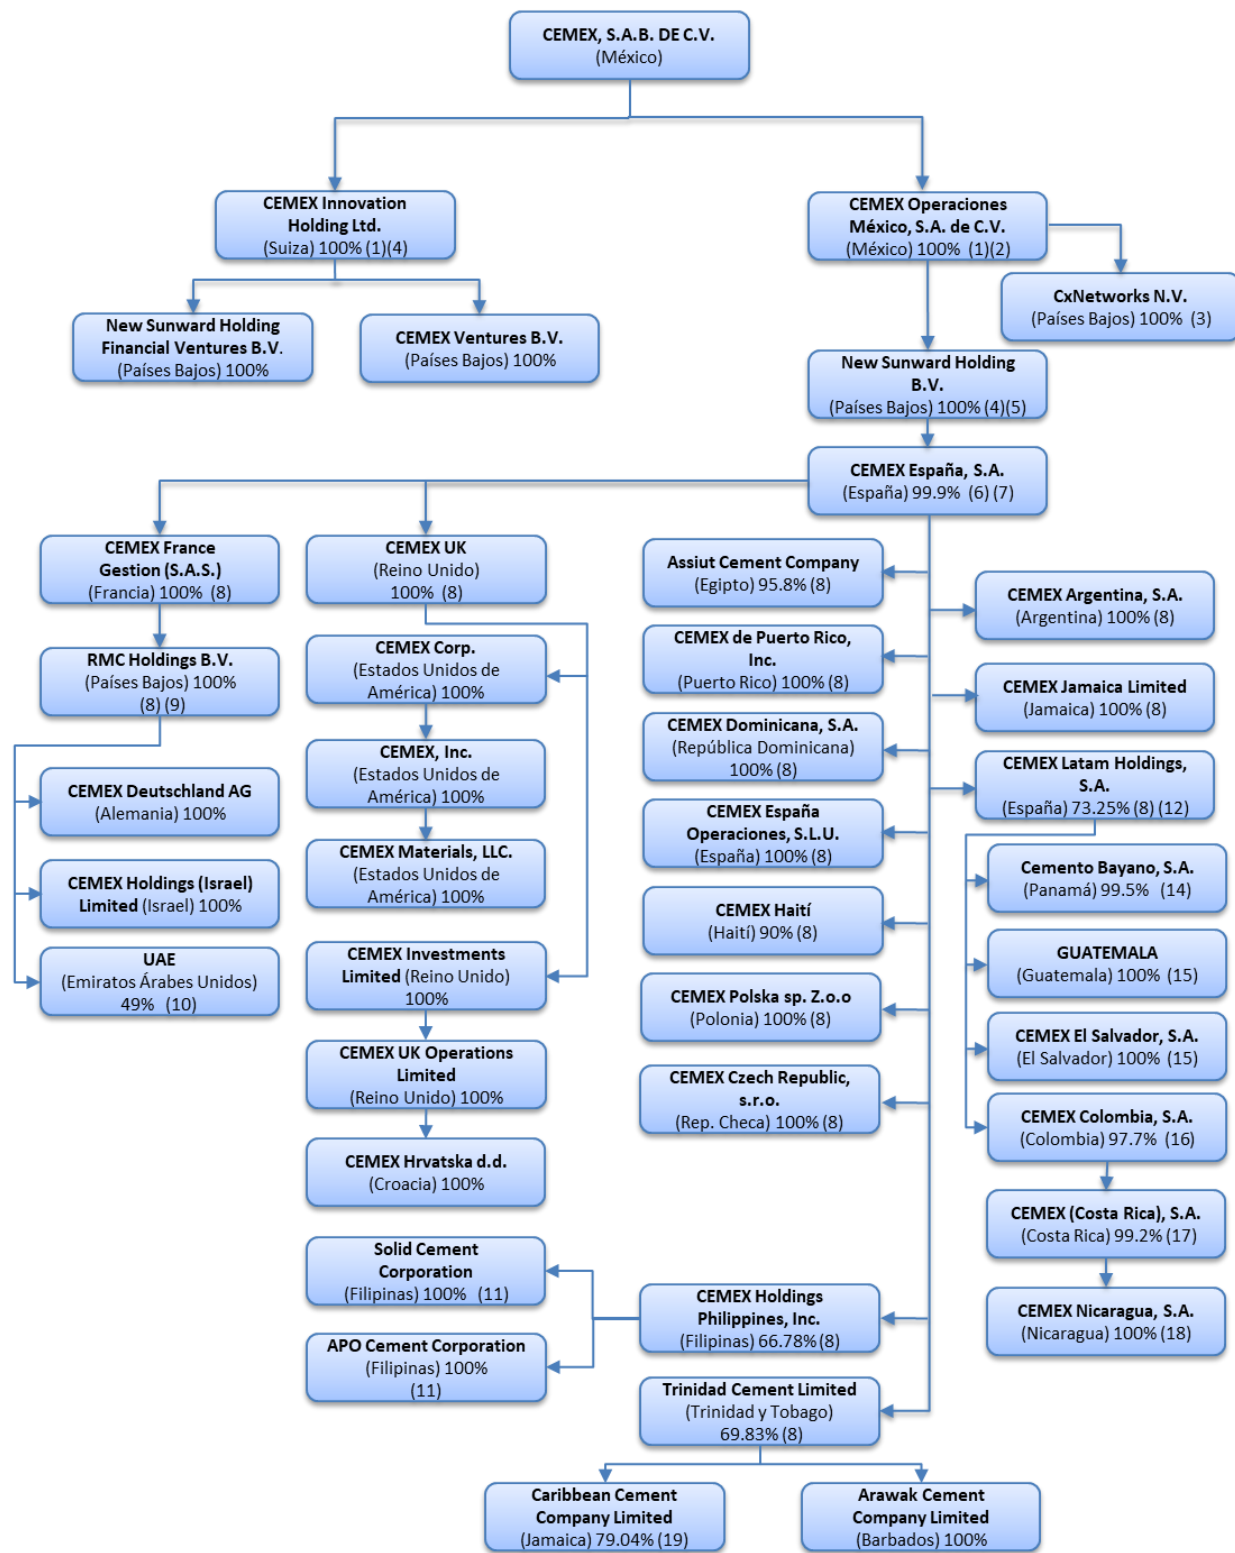 CEMEX, S.A.B. DE C.V.
(México)
CEMEX Innovation
Holding Ltd.
(Suiza) 100% (1)(4)
CEMEX Operaciones
México, S.A. de C.V.
(México) 100% (1)(2)
CxNetworks N.V.
(Países Bajos) 100% (3)
New Sunward Holding
Financial Ventures B.V.
(Países Bajos) 100%
CEMEX Ventures B.V.
(Países Bajos) 100%
New Sunward Holding
B.V.
(Países Bajos) 100% (4)(5)
CEMEX España, S.A.
(España) 99.9% (6) (7)
CEMEX France
Gestion (S.A.S.)
(Francia) 100% (8)
RMC Holdings B.V.
(Países Bajos) 100%
(8) (9)
CEMEX Deutschland AG
(Alemania) 100%
CEMEX Holdings (Israel)
Limited (Israel) 100%
UAE
(Emiratos Árabes Unidos)
49% (10)
CEMEX UK
(Reino Unido)
100% (8)
CEMEX Corp.
(Estados Unidos de
América) 100%
CEMEX, Inc.
(Estados Unidos de
América) 100%
CEMEX Materials, LLC.
(Estados Unidos de
América) 100%
CEMEX Investments
Limited (Reino Unido)
100%
CEMEX UK Operations
Limited
(Reino Unido) 100%
CEMEX Hrvatska d.d.
(Croacia) 100%
Assiut Cement Company
(Egipto) 95.8% (8)
CEMEX de Puerto Rico,
Inc.
(Puerto Rico) 100% (8)
CEMEX Dominicana, S.A.
(República Dominicana)
100% (8)
CEMEX España
Operaciones, S.L.U.
(España) 100% (8)
CEMEX Haití
(Haití) 90% (8)
CEMEX Polska sp. Z.o.o
(Polonia) 100% (8)
CEMEX Czech Republic,
s.r.o.
(Rep. Checa) 100% (8)
CEMEX Argentina, S.A.
(Argentina) 100% (8)
CEMEX Jamaica Limited
(Jamaica) 100% (8)
CEMEX Latam Holdings,
S.A.
(España) 73.25% (8) (12)
Cemento Bayano, S.A.
(Panamá) 99.5% (14)
GUATEMALA
(Guatemala) 100% (15)
CEMEX El Salvador, S.A.
(El Salvador) 100% (15)
CEMEX Colombia, S.A.
(Colombia) 97.7% (16)
CEMEX (Costa Rica), S.A.
(Costa Rica) 99.2% (17)
CEMEX Nicaragua, S.A.
(Nicaragua) 100% (18)
Solid Cement
Corporation
(Filipinas) 100% (11)
APO Cement Corporation
(Filipinas) 100%
(11)
CEMEX Holdings
Philippines, Inc.
(Filipinas) 66.78% (8)
Trinidad Cement Limited
(Trinidad y Tobago)
69.83% (8)
Caribbean Cement
Company Limited
(Jamaica) 79.04% (19)
Arawak Cement
Company Limited
(Barbados) 100%